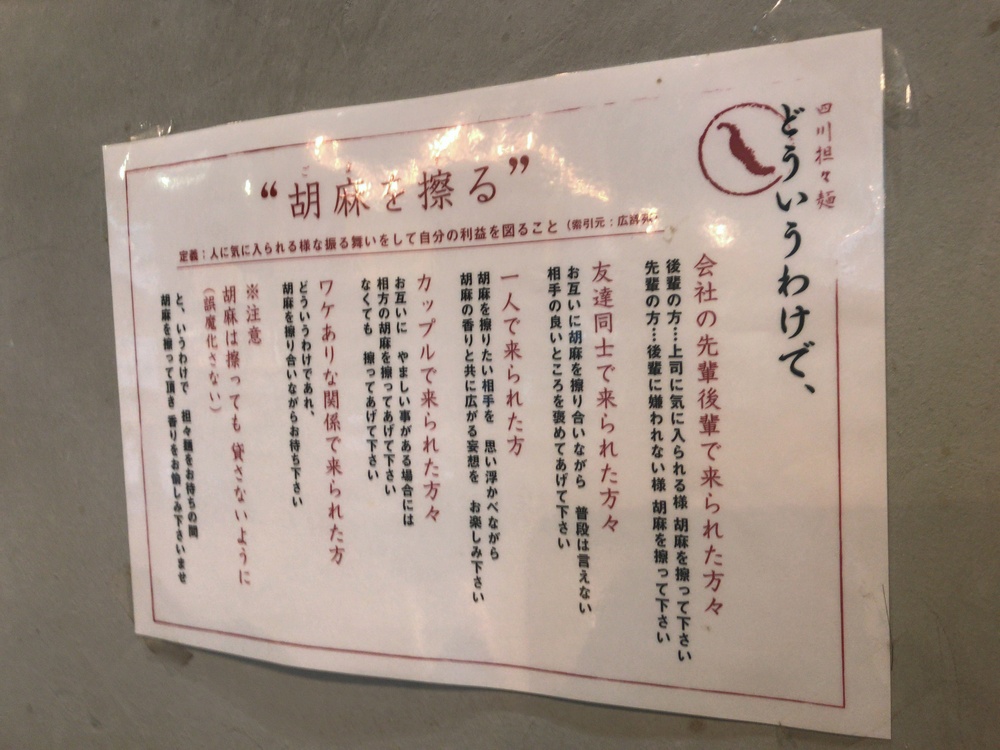 四川担々麺
どういうわけで、
“胡麻を擦る”
定義：人に気に入られる様な振る舞いをして自分の利益を図ること（索引元：広辞苑）
会社の先輩後輩で来られた方々
後輩の方…上司に気に入られる様 胡麻を擦って下さい
先輩の方…後輩に嫌われない様 胡麻を擦って下さい
友達同士で来られた方々
お互いに胡麻を擦り合いながら 普段は言えない
相手の良いところを褒めてあげて下さい
一人で来られた方
胡麻を擦りたい相手を 思い浮かべながら
胡麻の香りと共に広がる妄想を お楽しみ下さい
カップルで来られた方々
お互いに やましい事がある場合には
相方の胡麻を擦ってあげて下さい
なくても 擦ってあげて下さい
ワケありな関係で来られた方
どういうわけであれ、
胡麻を擦り合いながらお待ち下さい
※注意
胡麻は擦っても 貸さないように
（誤魔化さない）
と、いうわけで 担々麺をお待ちの間
胡麻を擦って頂き 香りをお愉しみ下さいませ